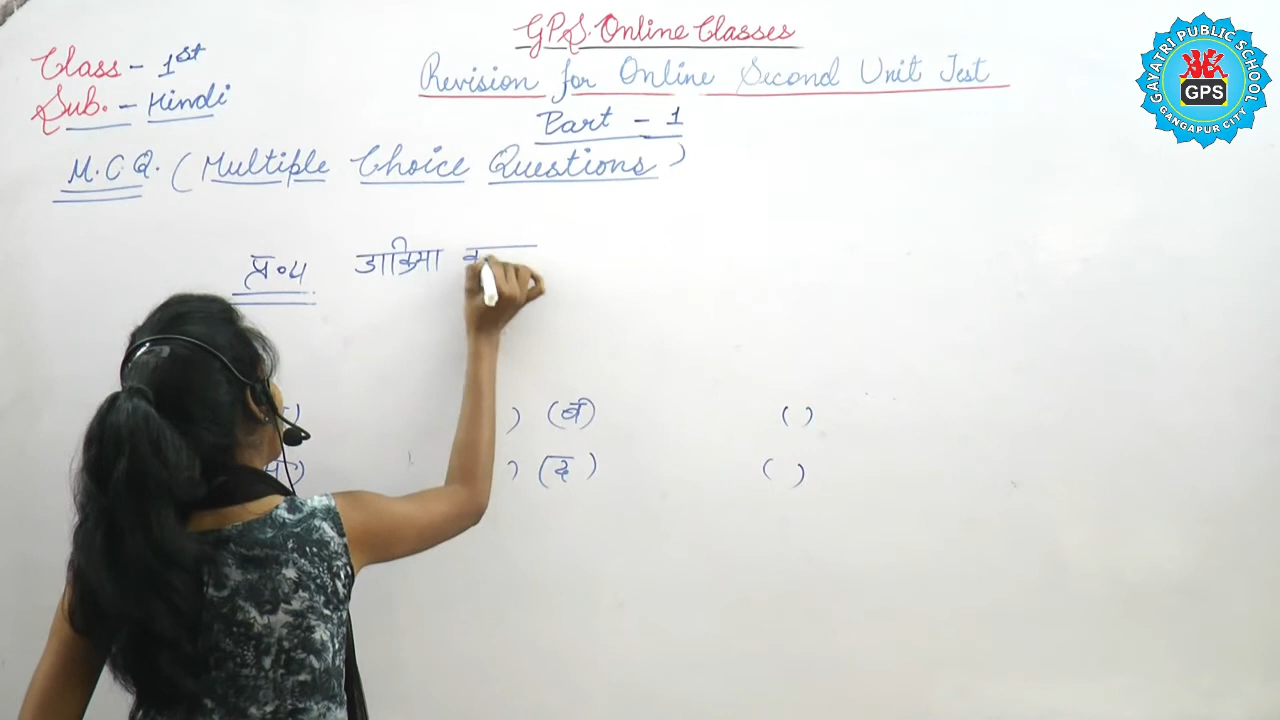 GPS. Online Classes
Class - 1st
Revision for Online Second Unit Test
Sub. - Hindi
Part - 1
M.C.Q. (Multiple Choice Questions)
प्र०4 डाकिया
) (ब) ( )
) (द) ( )
GAYATRI PUBLIC SCHOOL
GPS
GANGAPUR CITY